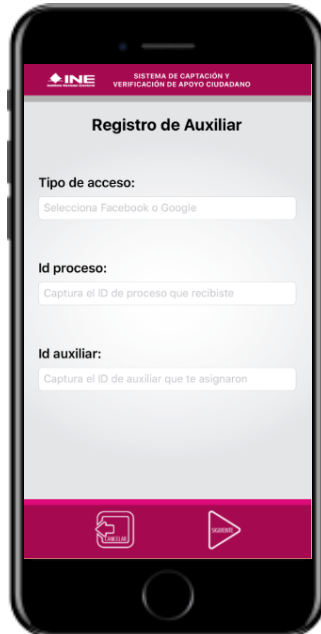 INE
SISTEMA DE CAPTACIÓN Y
VERIFICACIÓN DE APOYO CIUDADANO
Registro de Auxiliar
Tipo de acceso:
Selecciona Facebook o Google
Id proceso:
Captura el ID de proceso que recibiste
Id auxiliar:
Captura el ID de auxiliar que te asignaron
CANCELAR
SIGUIENTE